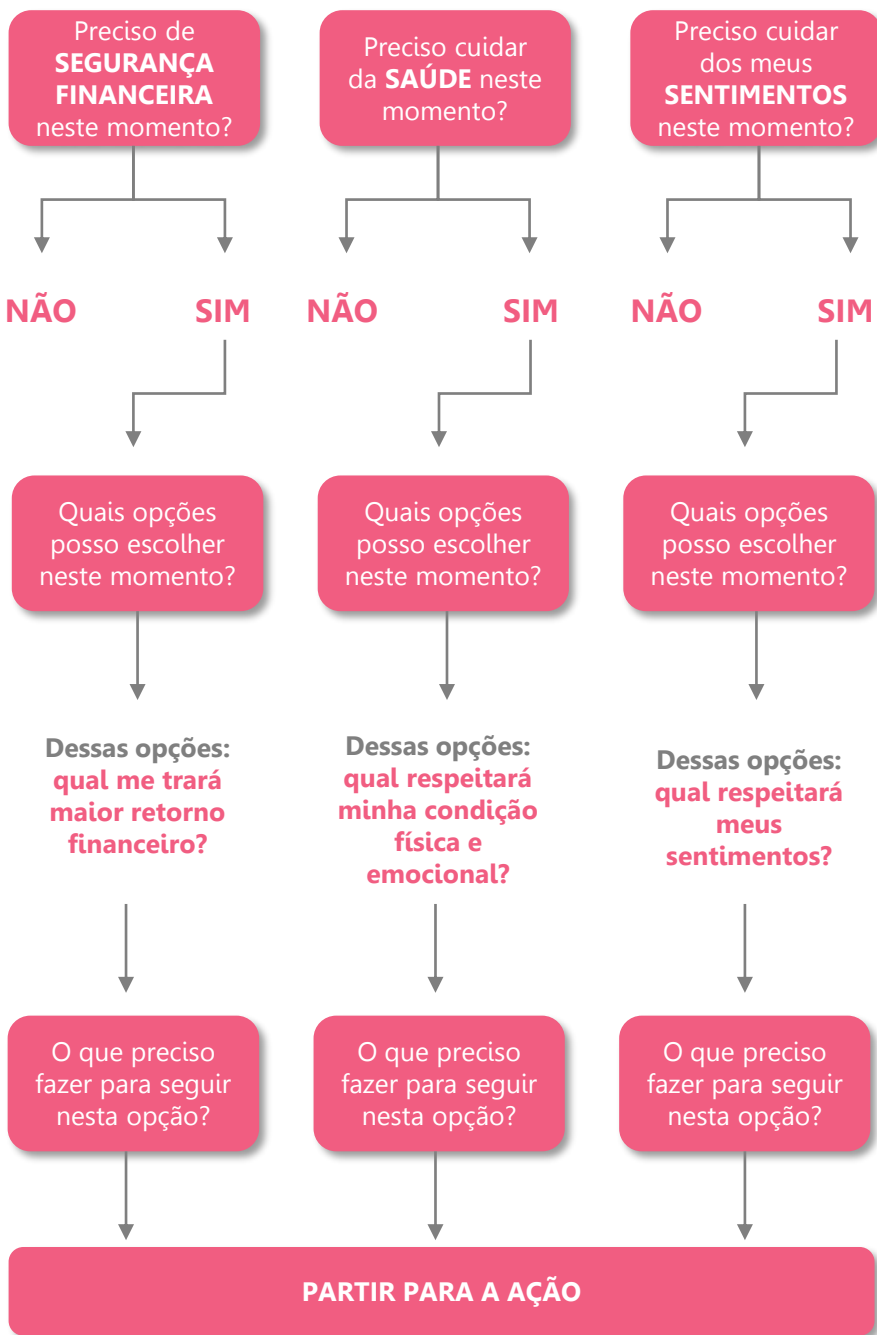 Preciso de
SEGURANÇA
FINANCEIRA
neste momento?
Preciso cuidar
da SAÚDE neste
momento?
Preciso cuidar
dos meus
SENTIMENTOS
neste momento?
NÃO
SIM
NÃO
SIM
NÃO
SIM
Quais opções
posso escolher
neste momento?
Quais opções
posso escolher
neste momento?
Quais opções
posso escolher
neste momento?
Dessas opções:
qual me trará
maior retorno
financeiro?
Dessas opções:
qual respeitará
minha condição
física e
emocional?
Dessas opções:
qual respeitará
meus
sentimentos?
O que preciso
fazer para seguir
nesta opção?
O que preciso
fazer para seguir
nesta opção?
O que preciso
fazer para seguir
nesta opção?
PARTIR PARA A AÇÃO